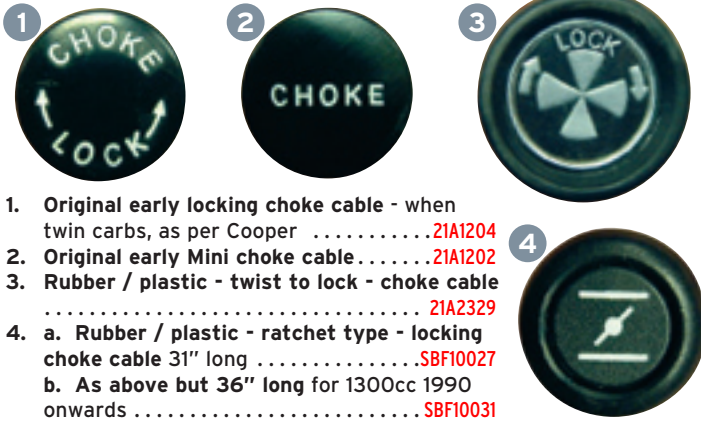 1
CHOKE
LOCK
2
CHOKE
3
LOCK
1. Original early locking choke cable - when
twin carbs, as per Cooper ...........21A1204
2. Original early Mini choke cable.......21A1202
3. Rubber / plastic - twist to lock - choke cable
................................... 21A2329
4. a. Rubber / plastic - ratchet type - locking
choke cable 31” long ...............SBF10027
b. As above but 36” long for 1300cc 1990
onwards ........................... SBF10031
4